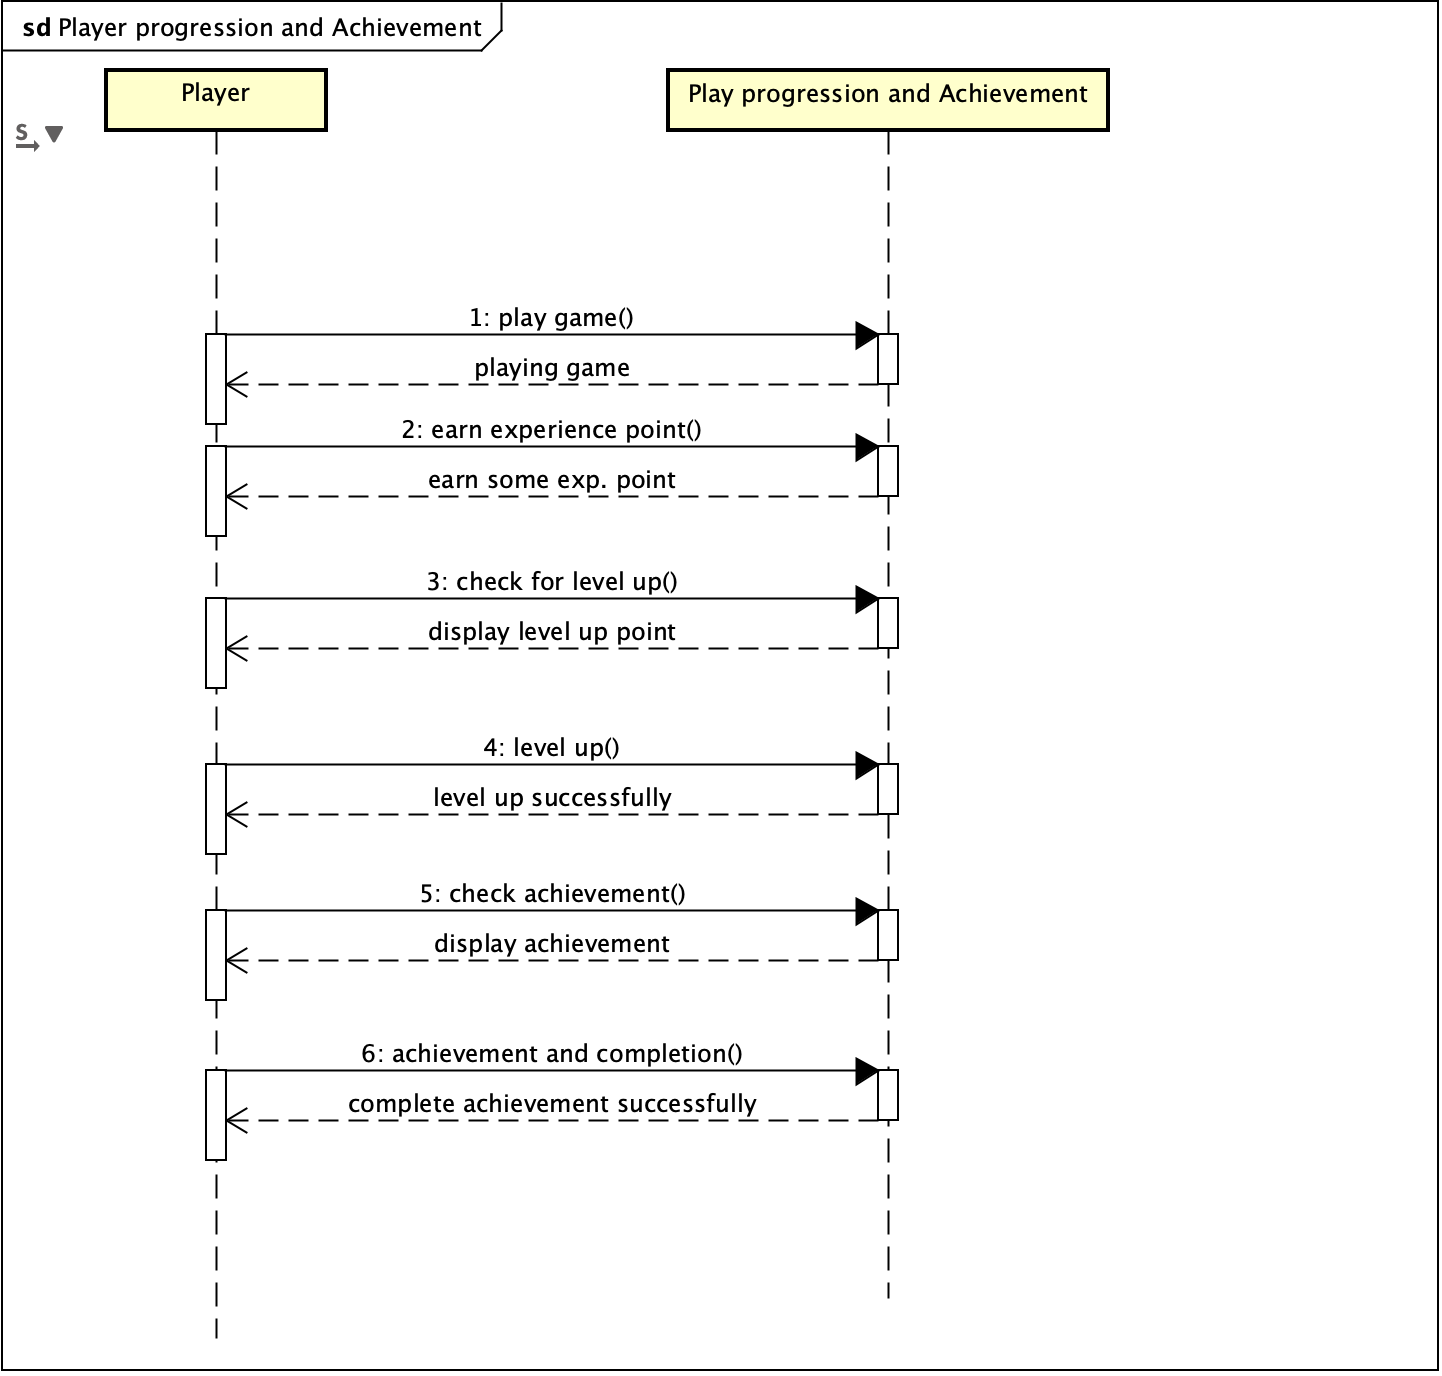 sd Player progression and Achievement
Player
Play progression and Achievement
S
1: play game()
playing game
2: earn experience point()
earn some exp. point
3: check for level up()
display level up point
4: level up()
level up successfully
5: check achievement()
display achievement
6: achievement and completion()
complete achievement successfully